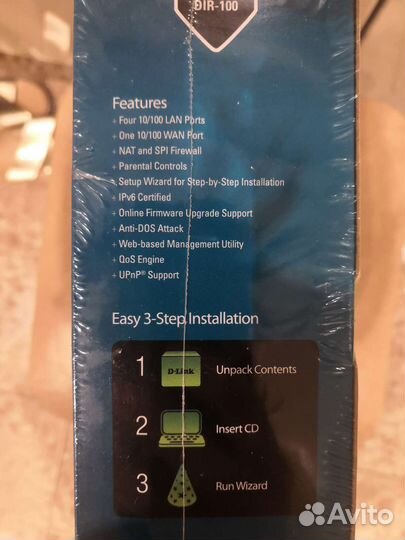 DIR-100
Features
+ Four 10/100 LAN Ports
+ One 10/100 WAN Port
+ NAT and SPI Firewall
+ Parental Controls
+ Setup Wizard for Step-by-Step Installation
+ IPv6 Certified
+ Online Firmware Upgrade Support
+ Anti-DOS Attack
+ Web-based Management Utility
+ QoS Engine
+ UPnP® Support
Easy 3-Step Installation
1 D-Link Unpack Contents
2 Insert CD
3 Run Wizard
Avito